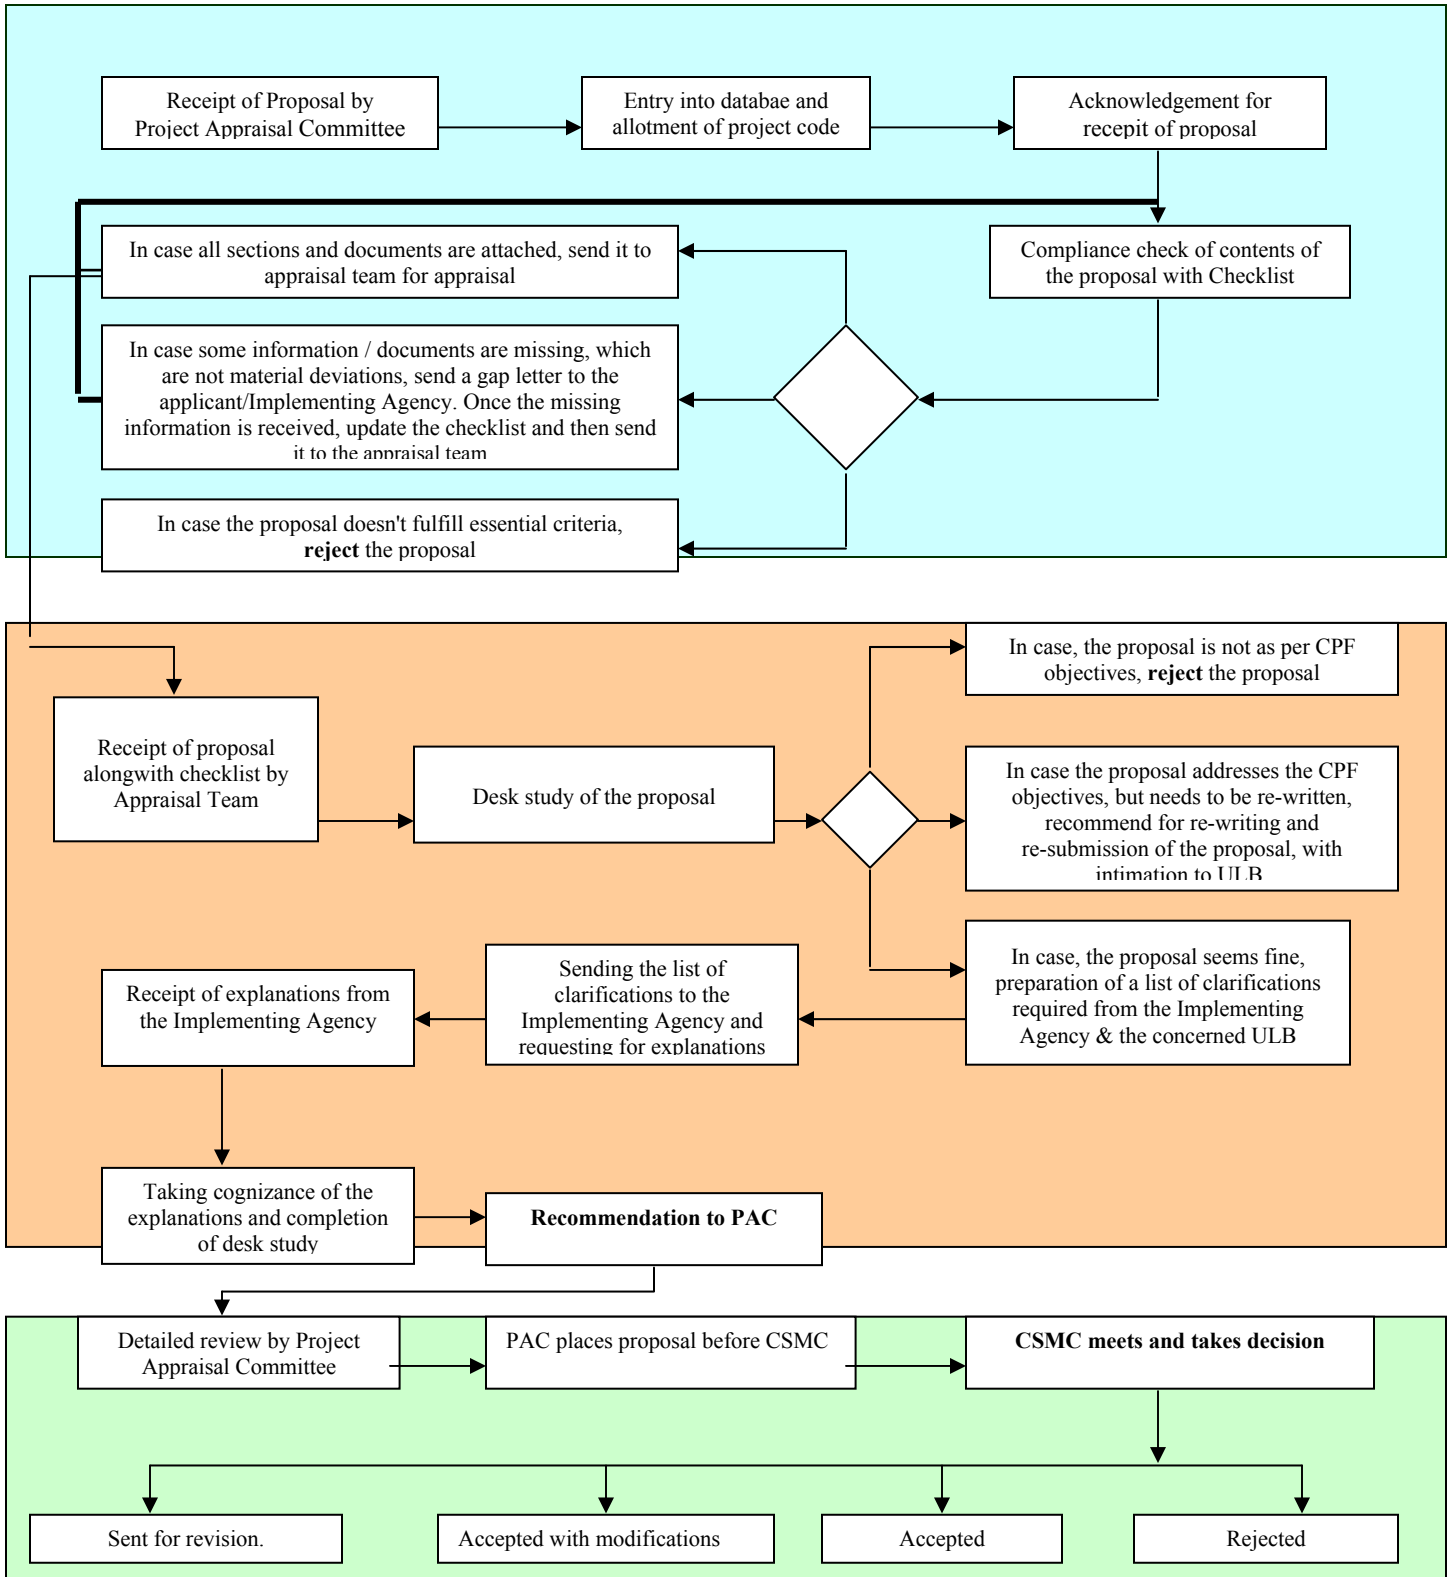 Receipt of Proposal by
Project Appraisal Committee
Entry into databae and
allotment of project code
Acknowledgement for
recepit of proposal
In case all sections and documents are attached, send it to
appraisal team for appraisal
Compliance check of contents of
the proposal with Checklist
In case some information / documents are missing, which
are not material deviations, send a gap letter to the
applicant/Implementing Agency. Once the missing
information is received, update the checklist and then send
it to the appraisal team
In case the proposal doesn't fulfill essential criteria,
reject the proposal
In case, the proposal is not as per CPF
objectives, reject the proposal
Receipt of proposal
alongwith checklist by
Appraisal Team
Desk study of the proposal
In case the proposal addresses the CPF
objectives, but needs to be re-written,
recommend for re-writing and
re-submission of the proposal, with
intimation to ULB
In case, the proposal seems fine,
preparation of a list of clarifications
required from the Implementing
Agency & the concerned ULB
Sending the list of
clarifications to the
Implementing Agency and
requesting for explanations
Receipt of explanations from
the Implementing Agency
Taking cognizance of the
explanations and completion
of desk study
Recommendation to PAC
Detailed review by Project
Appraisal Committee
PAC places proposal before CSMC
CSMC meets and takes decision
Sent for revision.
Accepted with modifications
Accepted
Rejected